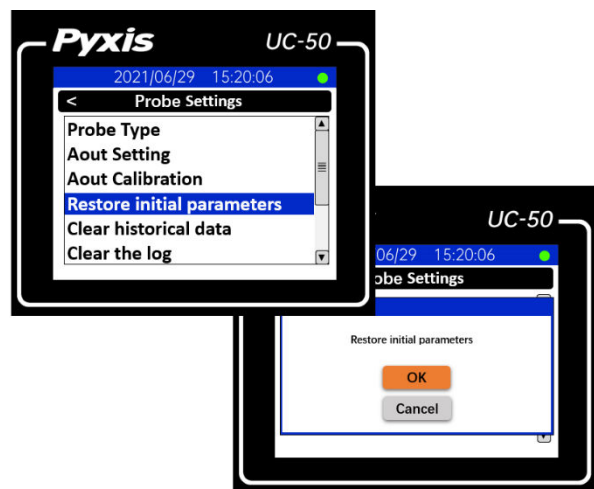 Pyxis UC-50
2021/06/29 15:20:06
< Probe Settings
Probe Type
Aout Setting
Aout Calibration
Restore initial parameters
Clear historical data
Clear the log
UC-50
06/29 15:20:06
obe Settings
Restore initial parameters
OK
Cancel